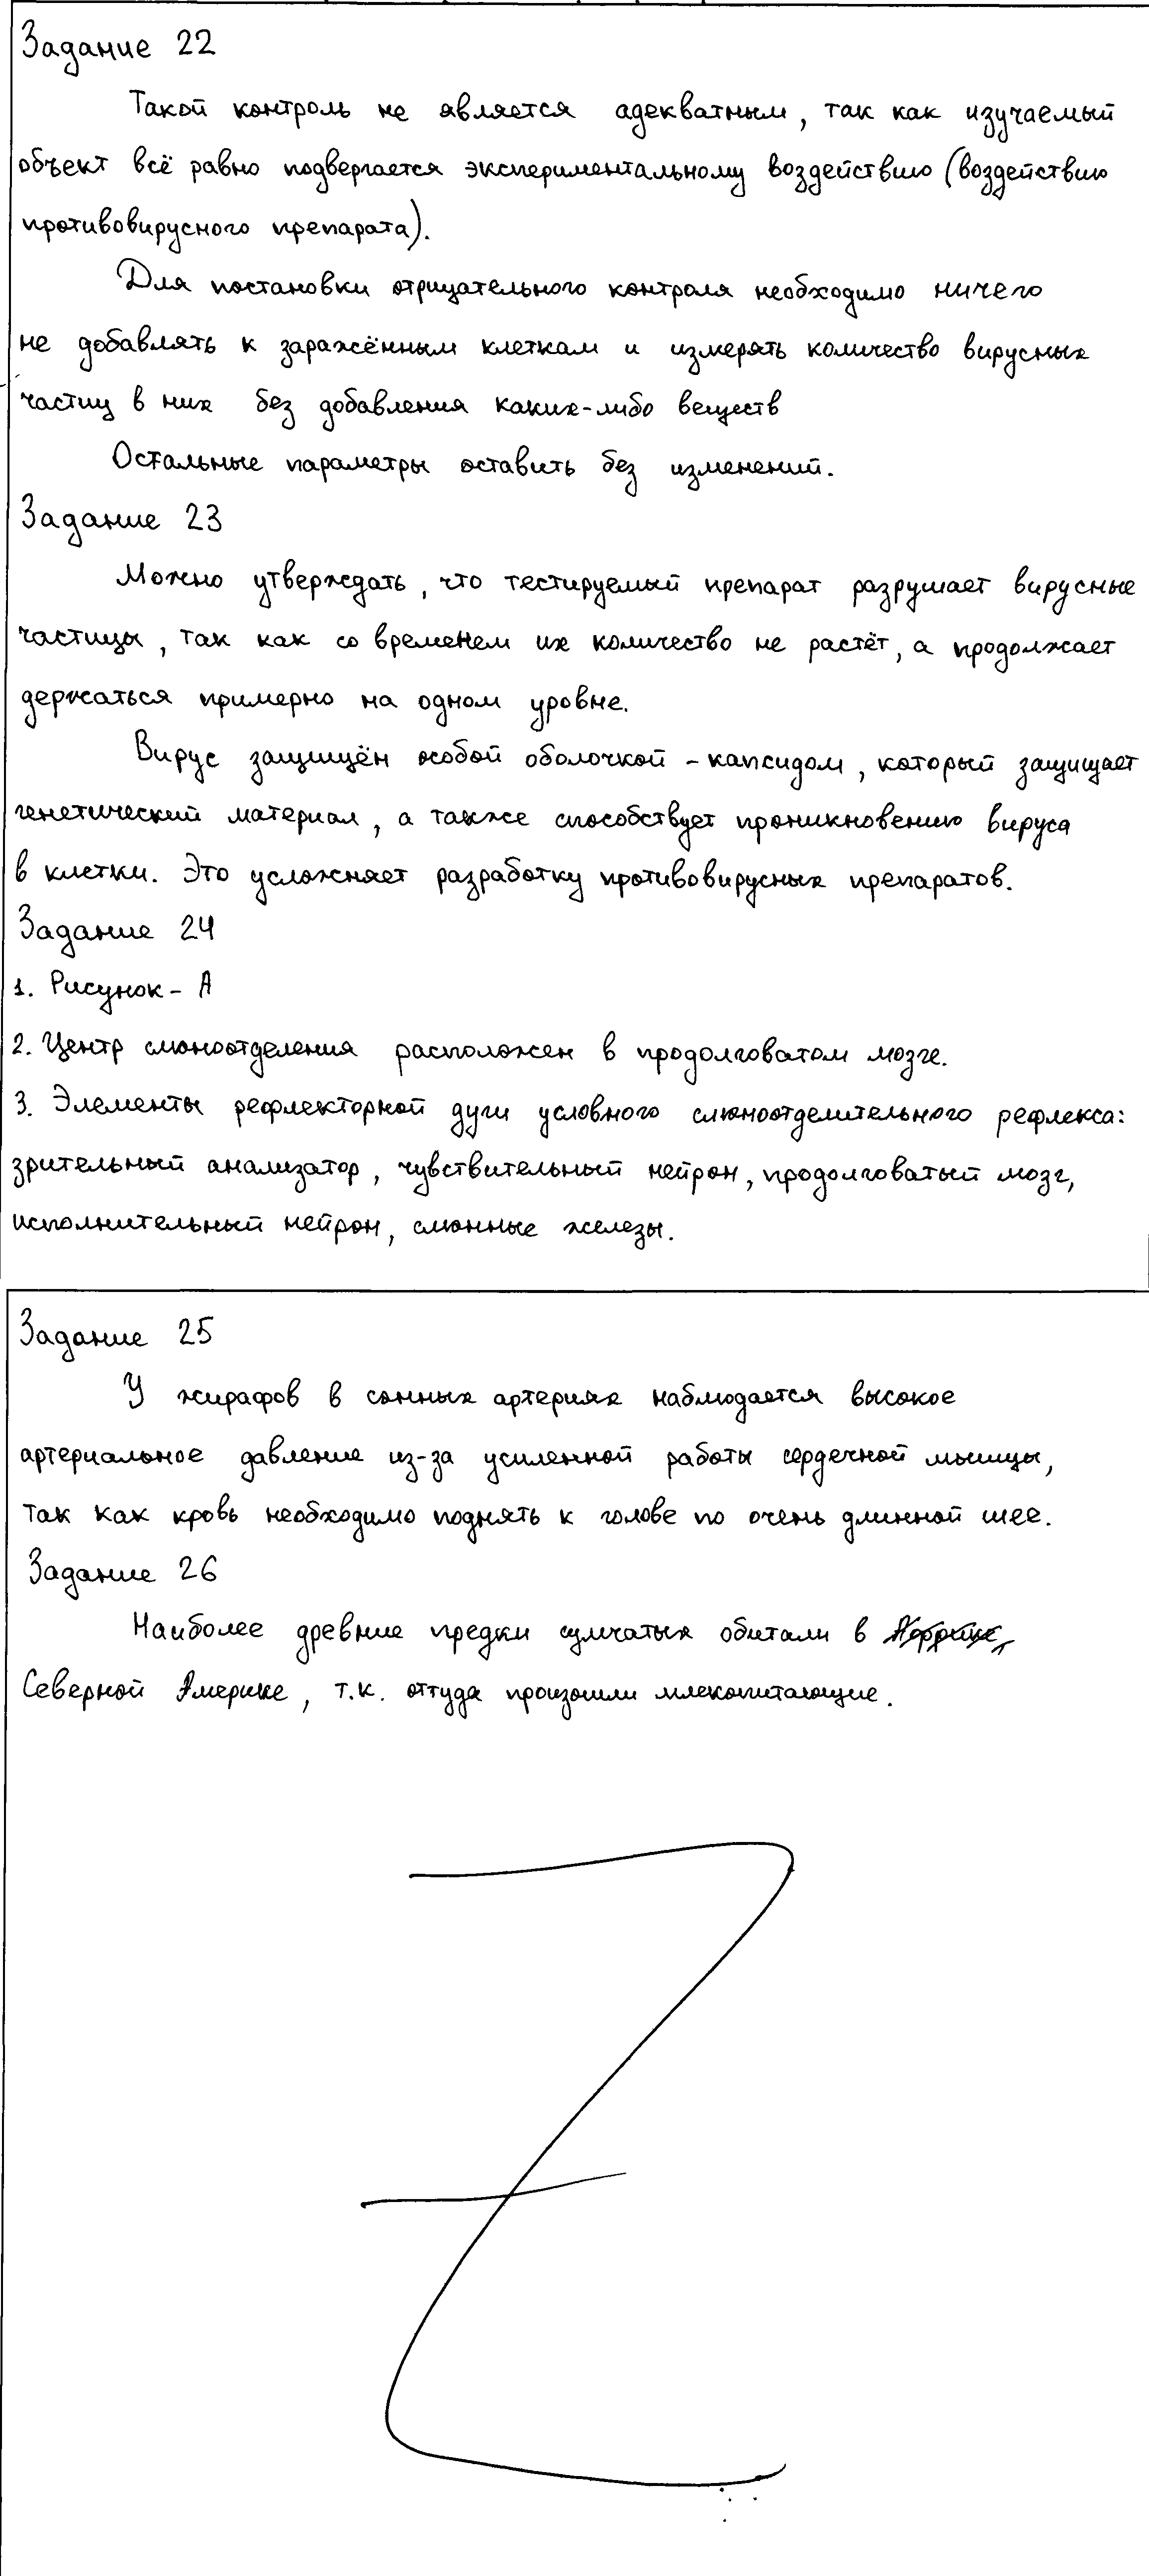 Задание 22
Такой контроль не является адекватным, так как изучаемый
объект всё равно подвергается экспериментальному воздействию (воздействию
противовирусного препарата).
Для постановки отрицательного контроля необходимо ничего
не добавлять к заражённым клеткам и измерять количество вирусных
частиц в них без добавления каких-либо веществ
Остальные параметры оставить без изменений.
Задание 23
Можно утверждать, что тестируемый препарат разрушает вирусные
частицы, так как со временем их количество не растёт, а продолжает
держаться примерно на одном уровне.
Вирус защищён особой оболочкой - капсидом, который защищает
генетический материал, а также способствует проникновению вируса
в клетки. Это усложняет разработку противовирусных препаратов.
Задание 24
1. Рисунок - А
2. Центр слюноотделения расположен в продолговатом мозге.
3. Элементы рефлекторной дуги условного слюноотделительного рефлекса:
зрительный анализатор, чувствительный нейрон, продолговатый мозг,
исполнительный нейрон, слюнные железы.
Задание 25
У жирафов в сонных артериях наблюдается высокое
артериальное давление из-за усиленной работы сердечной мышцы,
так как кровь необходимо поднять к голове по очень длинной шее.
Задание 26
Наиболее древние предки сумчатых обитали в
Северной Америке, т.к. оттуда произошли млекопитающие.